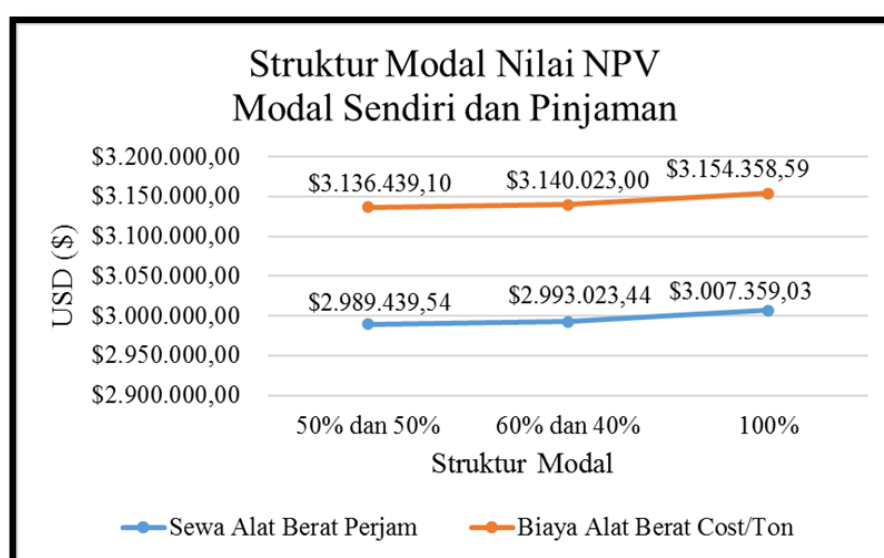 Struktur Modal Nilai NPV
Modal Sendiri dan Pinjaman
$3.200.000,00
$3.150.000,00
$3.100.000,00
$3.050.000,00
$3.000.000,00
$2.950.000,00
$2.900.000,00
USD ($)
$3.136.439,10
$3.140.023,00
$3.154.358,59
$2.989.439,54
$2.993.023,44
$3.007.359,03
50% dan 50%
60% dan 40%
100%
Struktur Modal
Sewa Alat Berat Perjam
Biaya Alat Berat Cost/Ton